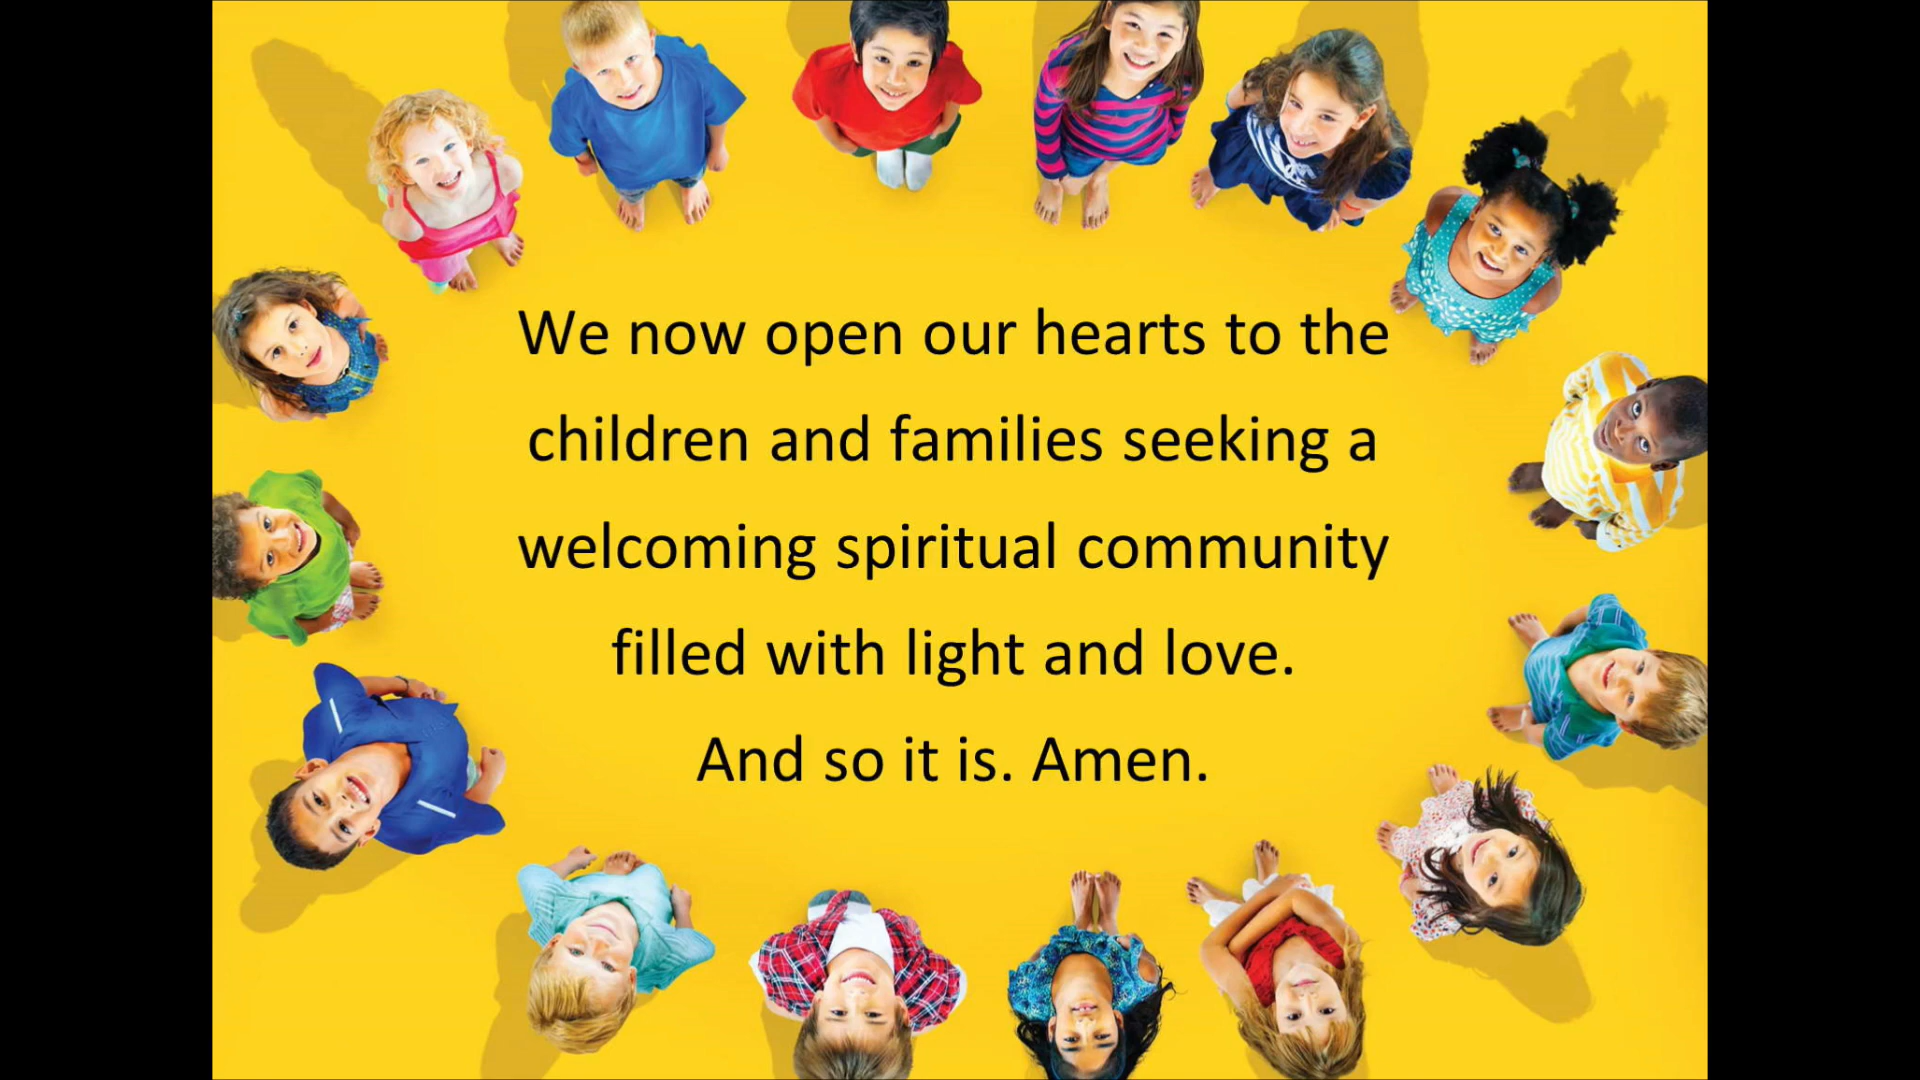 We now open our hearts to the
children and families seeking a
welcoming spiritual community
filled with light and love.
And so it is. Amen.